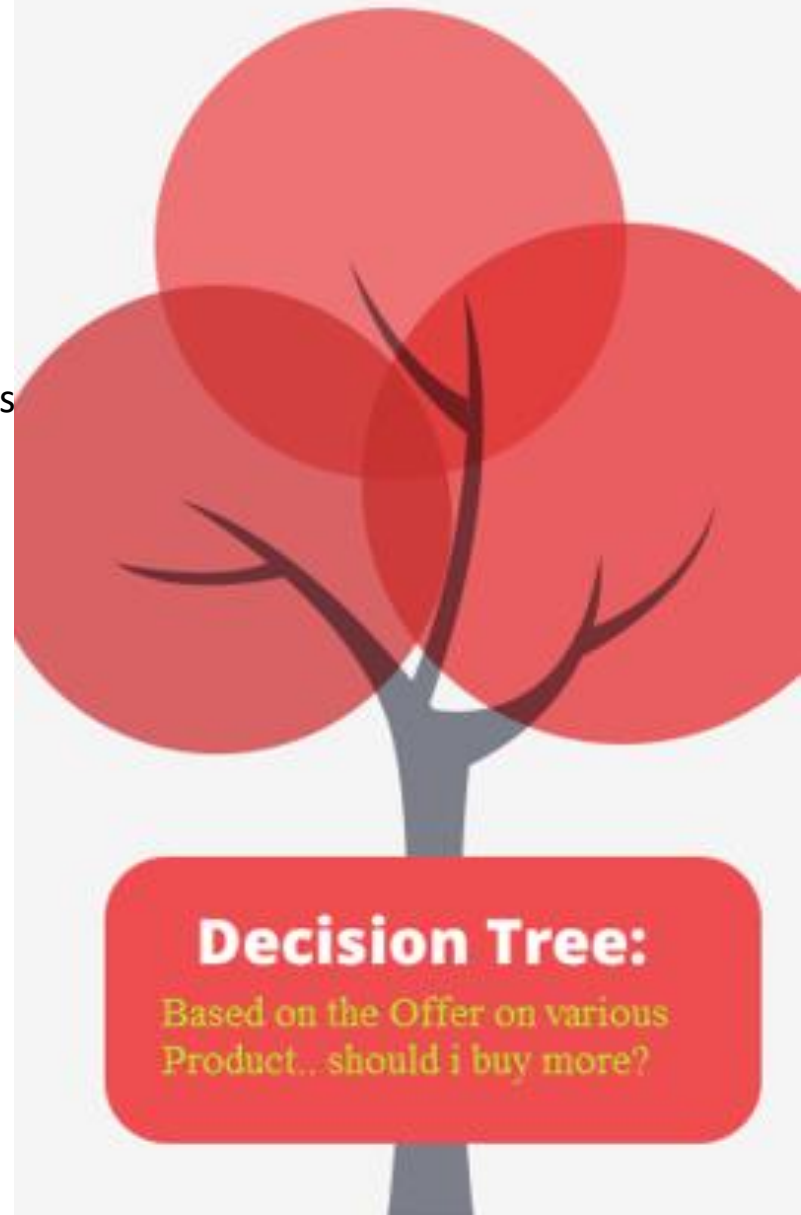 s
Decision Tree:
Based on the Offer on various
Product.. should i buy more?